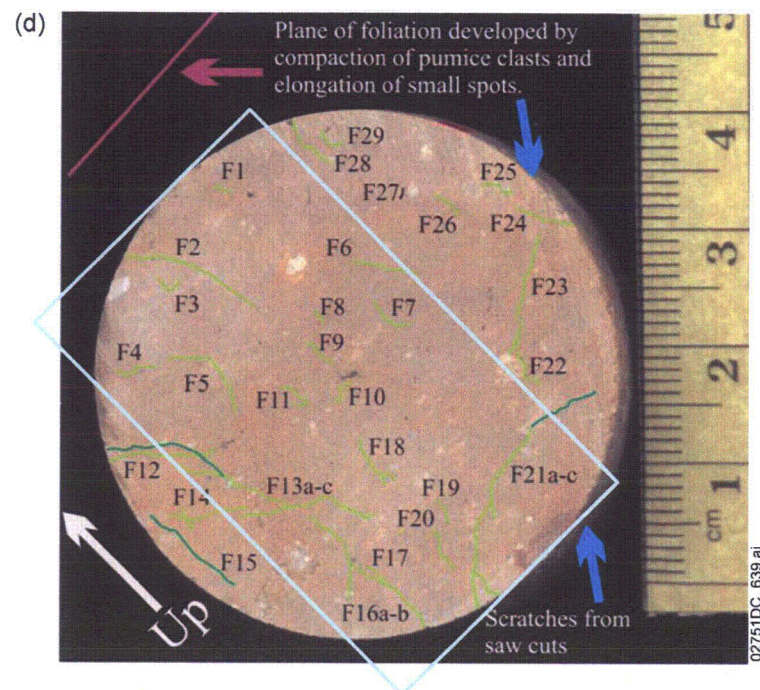 (d)
Plane of foliation developed by
compaction of pumice clasts and
elongation of small spots.
5
4
3
2
1
cm
F29
F28
F1
F27
F25
F26
F24
F2
F6
F3
F23
F8
F7
F9
F4
F5
F22
F11
F10
F18
F12
F13a-c
F19
F21a-c
F14
F20
F15
F17
F16a-b
Up
Scratches from
saw cuts
02751DC_639.ai